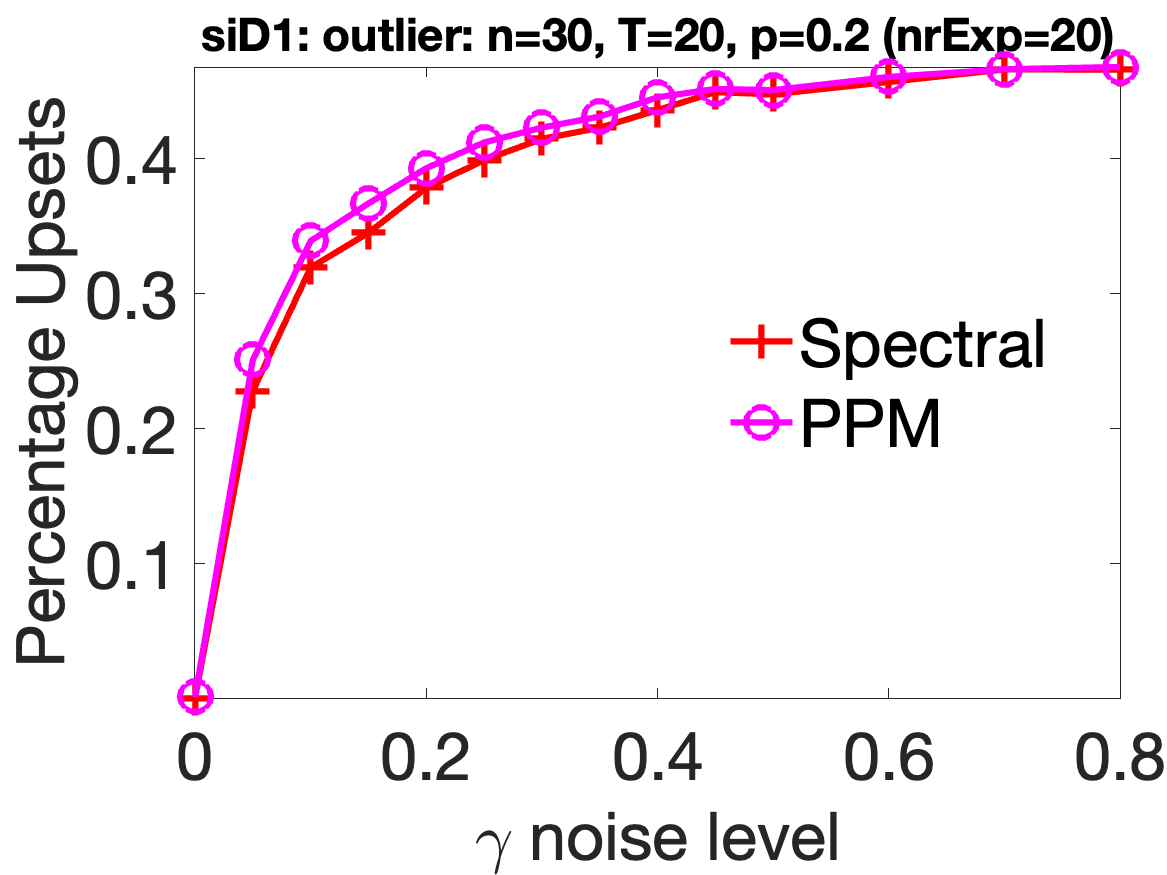 siD1: outlier: n=30, T=20, p=0.2 (nrExp=20)
Percentage Upsets
0.4
0.3
0.2
0.1
Spectral
PPM
0 0.2 0.4 0.6 0.8
γ noise level